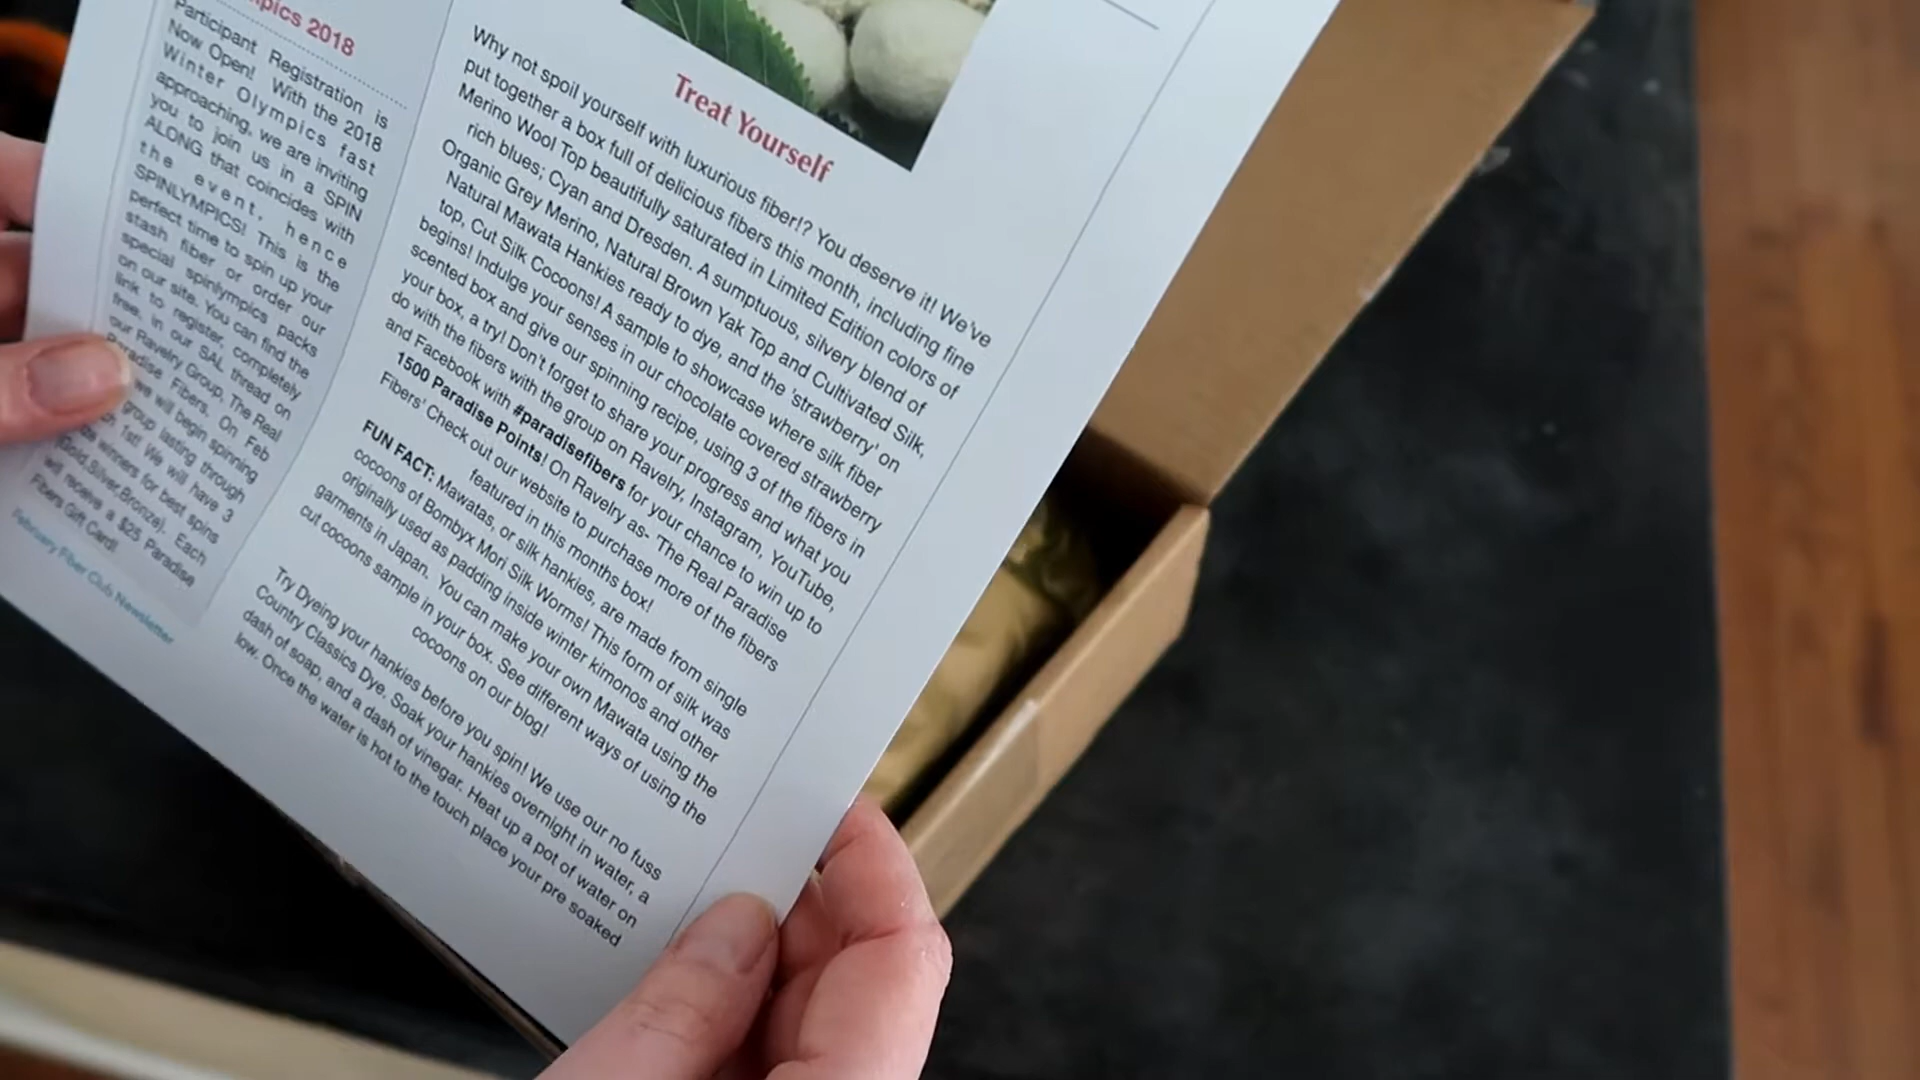 mpics 2018
Participant Registration is
Now Open! With the 2018
Winter Olympics fast
approaching, we are inviting
you to join us in a SPIN
ALONG that coincides with
the event, hence
SPINLYMPICS! This is the
perfect time to spin up your
stash fiber or order our
special spinlympics packs
on our site. You can find the
link to register, completely
free, in our SAL thread on
our Ravelry Group, The Real
Paradise Fibers. On Feb
we will begin spinning
group lasting through
1st! We will have 3
winners for best spins
(Gold,Silver,Bronze). Each
will receive a $25 Paradise
Fibers Gift Card!
February Fiber Club Newsletter
Treat Yourself
Why not spoil yourself with luxurious fiber!? You deserve it! We've
put together a box full of delicious fibers this month, including fine
Merino Wool Top beautifully saturated in Limited Edition colors of
rich blues; Cyan and Dresden. A sumptuous, silvery blend of
Organic Grey Merino, Natural Brown Yak Top and Cultivated Silk,
Natural Mawata Hankies ready to dye, and the 'strawberry' on
top, Cut Silk Cocoons! A sample to showcase where silk fiber
begins! Indulge your senses in our chocolate covered strawberry
scented box and give our spinning recipe, using 3 of the fibers in
your box, a try! Don't forget to share your progress and what you
do with the fibers with the group on Ravelry, Instagram, YouTube,
and Facebook with #paradisefibers for your chance to win up to
1500 Paradise Points! On Ravelry as- 'The Real Paradise
Fibers' Check out our website to purchase more of the fibers
featured in this months box!
FUN FACT: Mawatas, or silk hankies, are made from single
cocoons of Bombyx Mori Silk Worms! This form of silk was
originally used as padding inside winter kimonos and other
garments in Japan. You can make your own Mawata using the
cut cocoons sample in your box. See different ways of using the
cocoons on our blog!
Try Dyeing your hankies before you spin! We use our no fuss
Country Classics Dye. Soak your hankies overnight in water, a
dash of soap, and a dash of vinegar. Heat up a pot of water on
low. Once the water is hot to the touch place your pre soaked